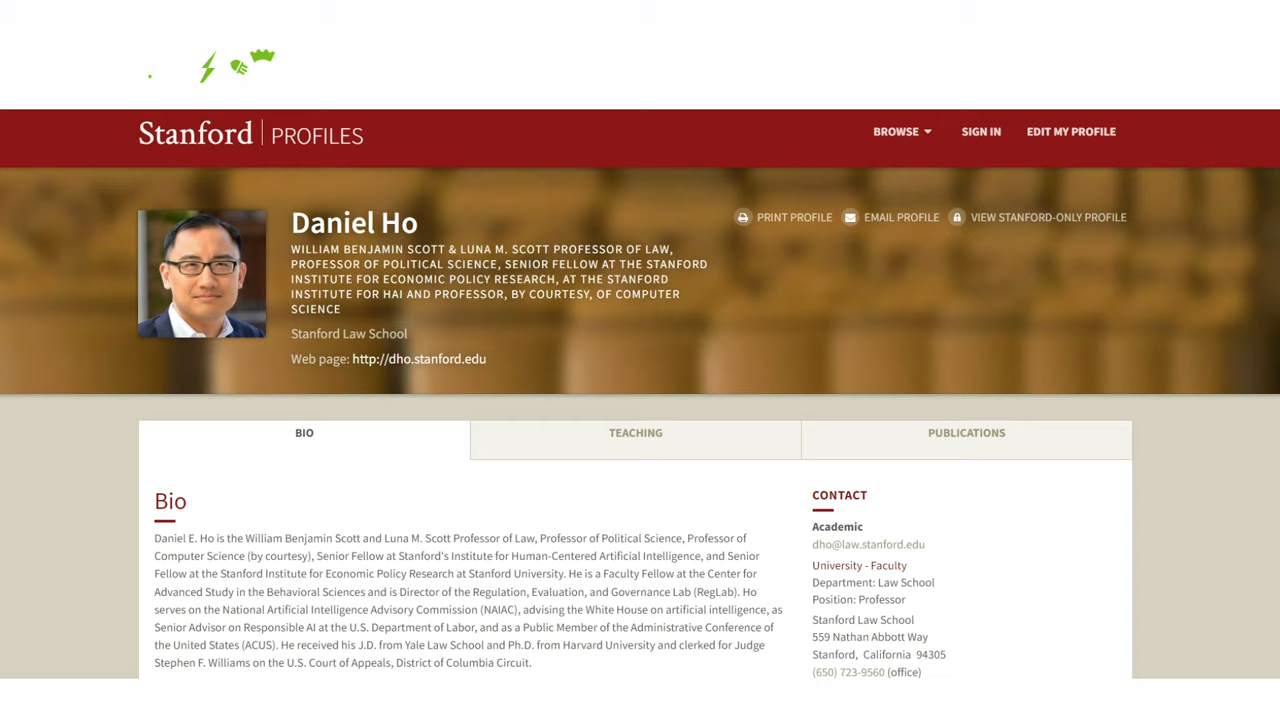 Stanford | PROFILES
BROWSE SIGN IN EDIT MY PROFILE
Daniel Ho
WILLIAM BENJAMIN SCOTT & LUNA M. SCOTT PROFESSOR OF LAW,
PROFESSOR OF POLITICAL SCIENCE, SENIOR FELLOW AT THE STANFORD
INSTITUTE FOR ECONOMIC POLICY RESEARCH, AT THE STANFORD
INSTITUTE FOR HAI AND PROFESSOR, BY COURTESY, OF COMPUTER
SCIENCE
Stanford Law School
Web page: http://dho.stanford.edu
PRINT PROFILE EMAIL PROFILE VIEW STANFORD-ONLY PROFILE
BIO TEACHING PUBLICATIONS
Bio
Daniel E. Ho is the William Benjamin Scott and Luna M. Scott Professor of Law, Professor of Political Science, Professor of
Computer Science (by courtesy), Senior Fellow at Stanford's Institute for Human-Centered Artificial Intelligence, and Senior
Fellow at the Stanford Institute for Economic Policy Research at Stanford University. He is a Faculty Fellow at the Center for
Advanced Study in the Behavioral Sciences and is Director of the Regulation, Evaluation, and Governance Lab (RegLab). Ho
serves on the National Artificial Intelligence Advisory Commission (NAIAC), advising the White House on artificial intelligence, as
Senior Advisor on Responsible AI at the U.S. Department of Labor, and as a Public Member of the Administrative Conference of
the United States (ACUS). He received his J.D. from Yale Law School and Ph.D. from Harvard University and clerked for Judge
Stephen F. Williams on the U.S. Court of Appeals, District of Columbia Circuit.
CONTACT
Academic
dho@law.stanford.edu
University - Faculty
Department: Law School
Position: Professor
Stanford Law School
559 Nathan Abbott Way
Stanford, California 94305
(650) 723-9560 (office)